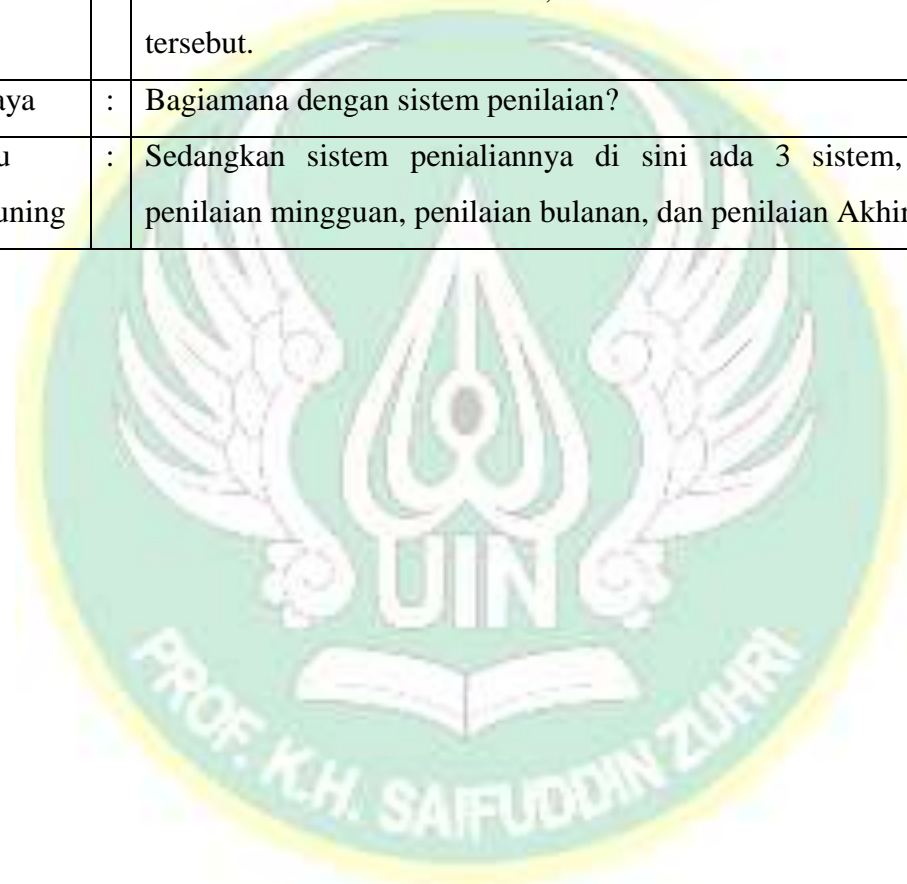 tersebut.
aya : Bagiamana dengan sistem penilaian?
u : Sedangkan sistem penialiannya di sini ada 3 sistem,
uning penilaian mingguan, penilaian bulanan, dan penilaian Akhir
UIN
PROF. K.H. SAIFUDDIN ZUHRI